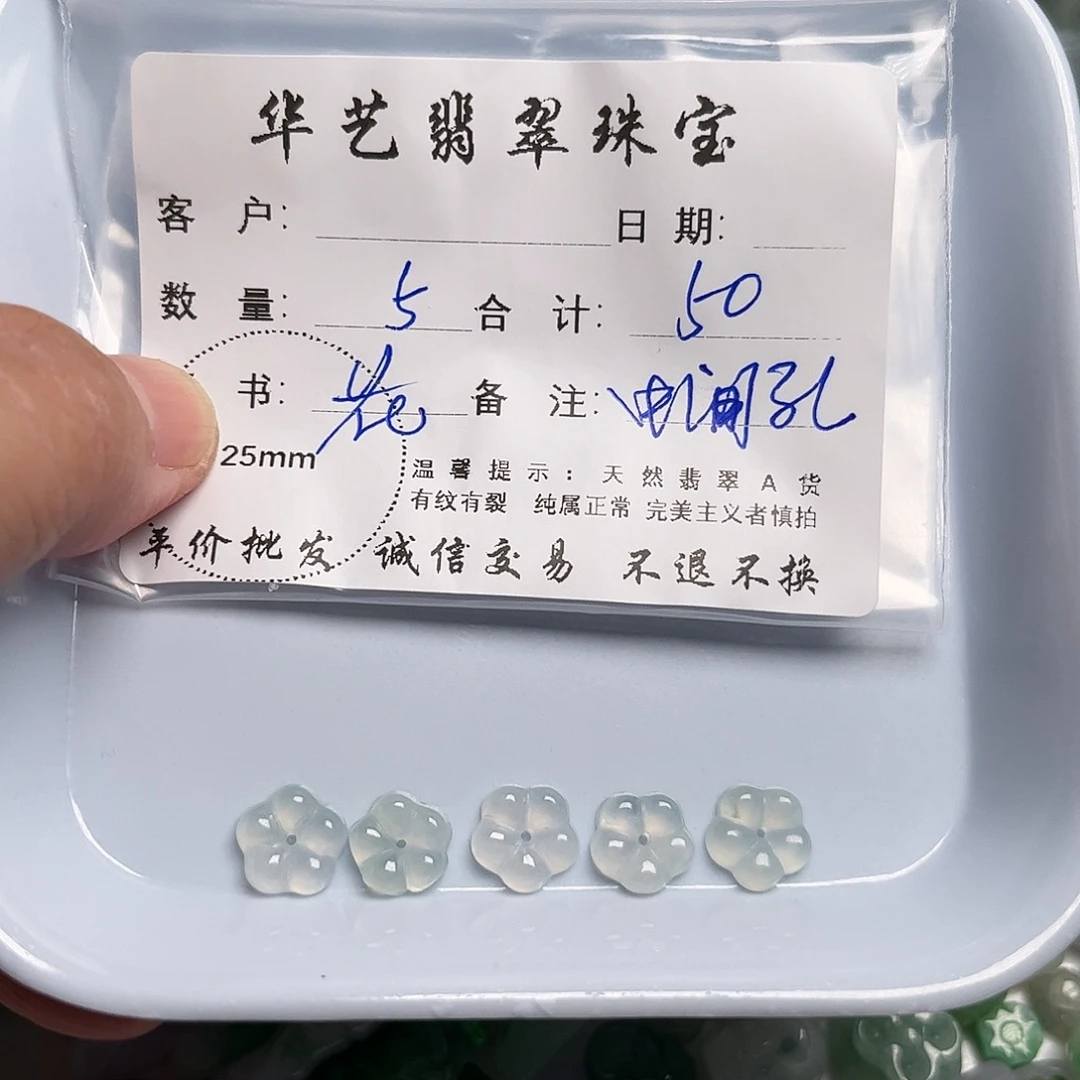 华艺翡翠珠宝
客 户: 日 期:
数 量: 5 合 计: 50
书: 花 备 注: 中间孔
25mm
温馨提示: 天然翡翠A货
有纹有裂 纯属正常 完美主义者慎拍
单价批发 诚信交易 不退不换